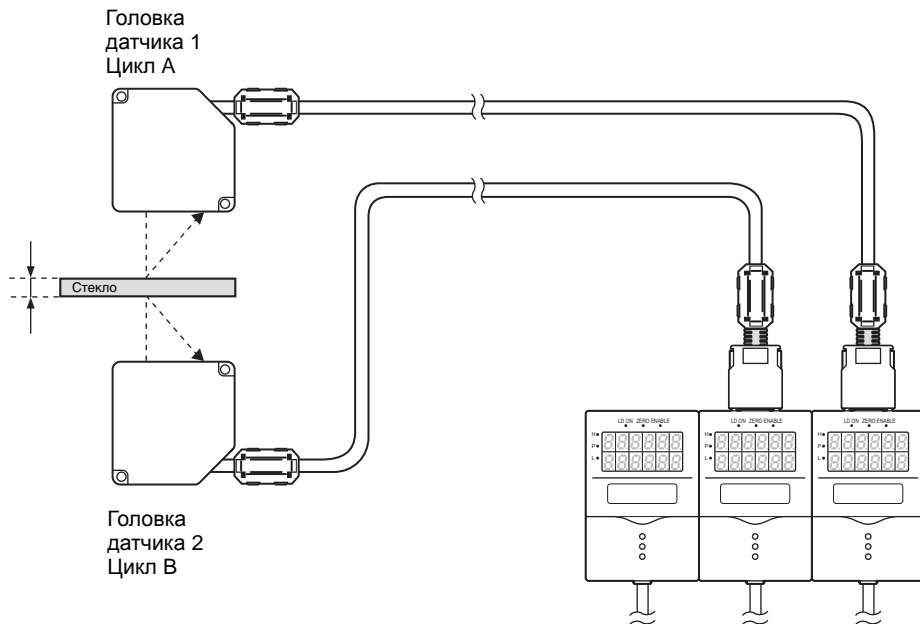 Головка
датчика 1
Цикл A
Стекло
Головка
датчика 2
Цикл B
LD ON ZERO ENABLE
H
P
L
LD ON ZERO ENABLE
H
P
L
LD ON ZERO ENABLE
H
P
L